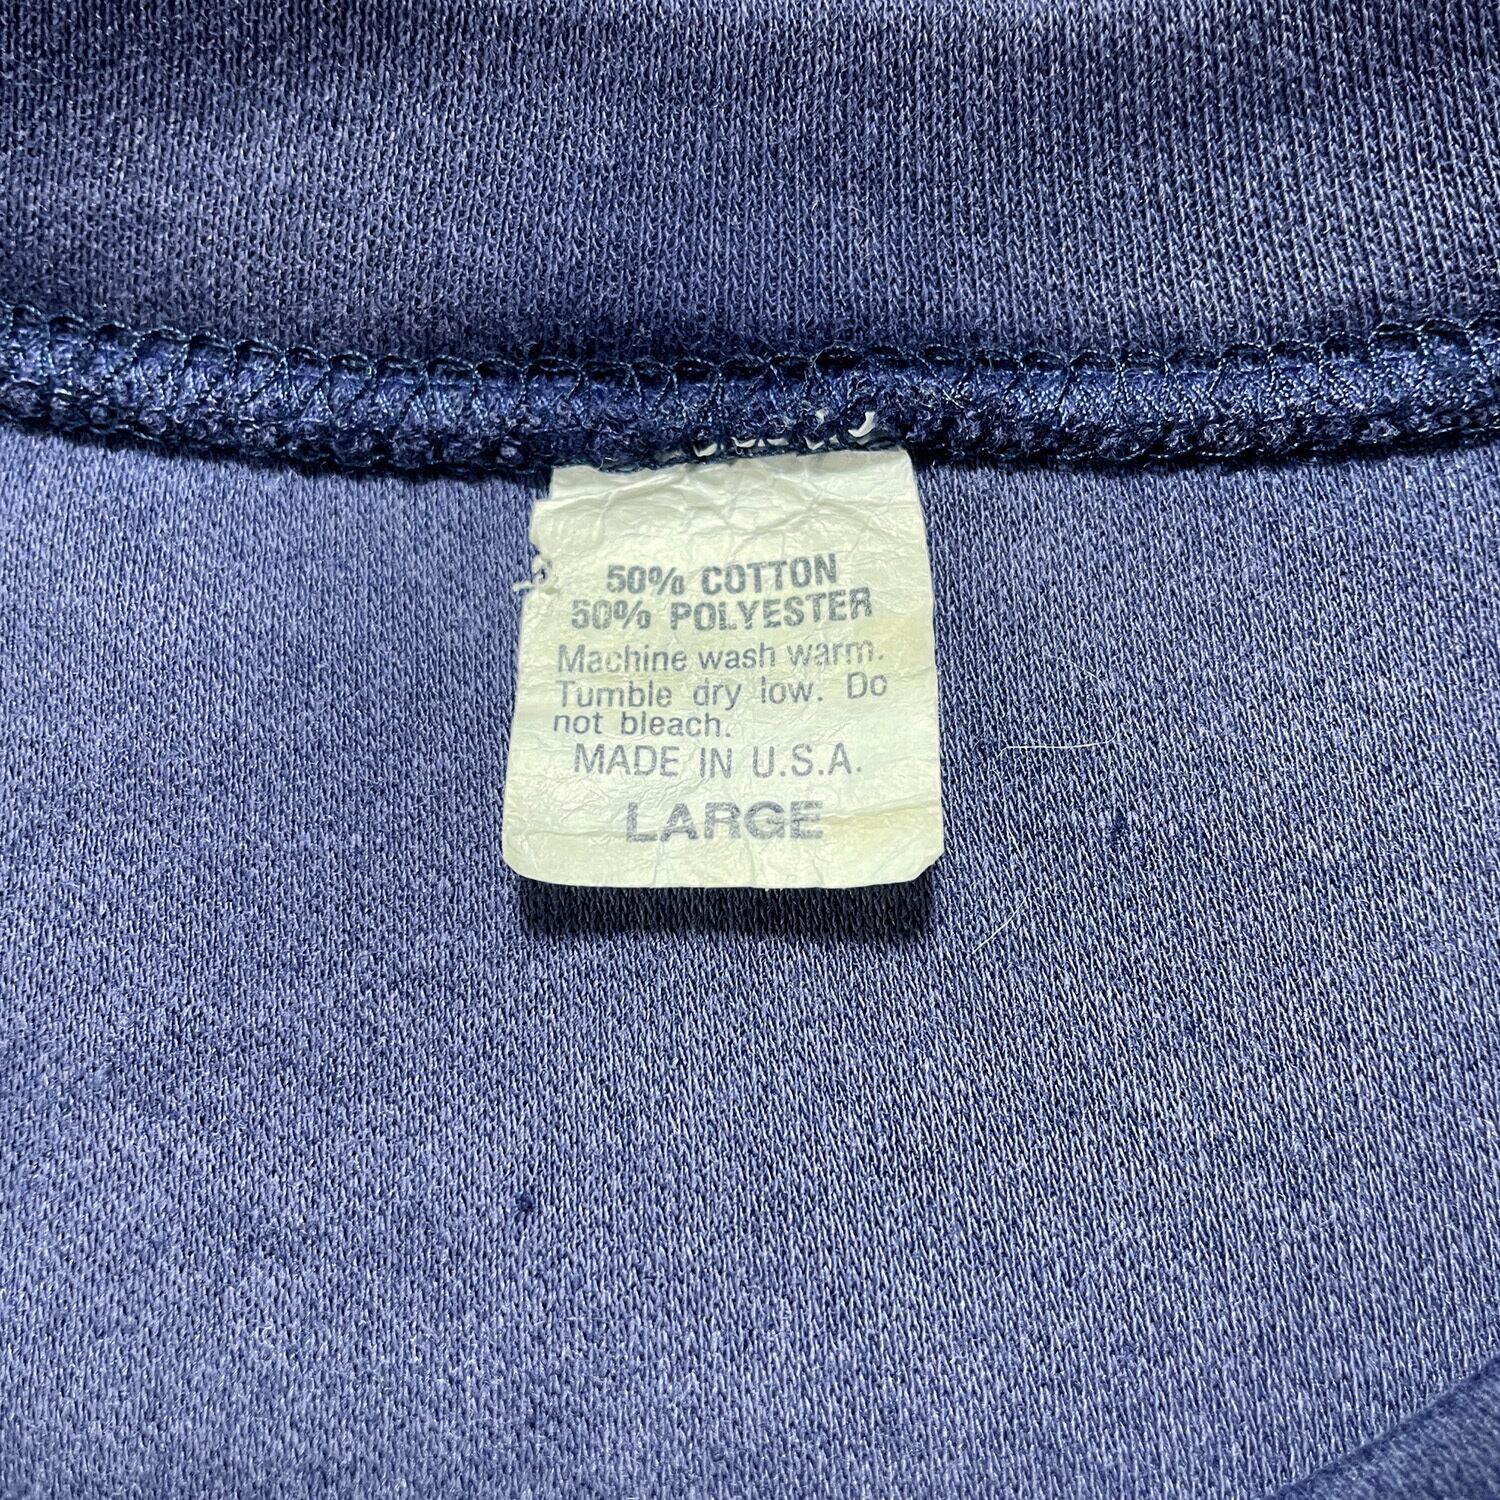 50% COTTON
50% POLYESTER
Machine wash warm.
Tumble dry low. Do
not bleach.
MADE IN U.S.A.
LARGE